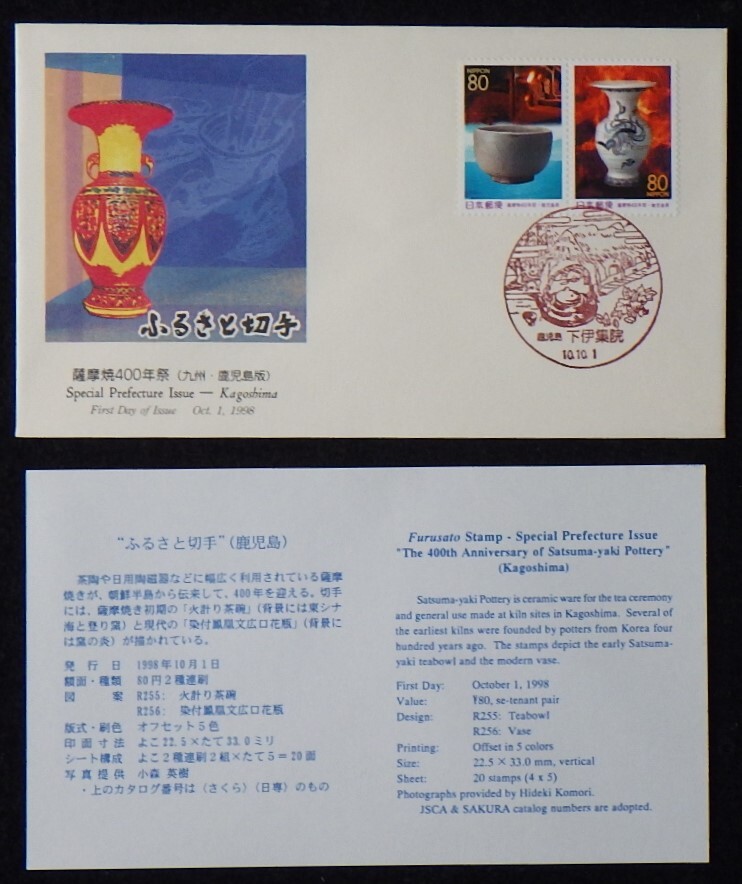 ふるさと切手
薩摩焼400年祭（九州・鹿児島版）
Special Prefecture Issue — Kagoshima
First Day of Issue Oct. 1, 1998
NIPPON
80
日本郵便
80
NIPPON
日本郵便
鹿児島 下伊集院
10.10.1
“ふるさと切手”（鹿児島）
茶陶や日用陶磁器などに幅広く利用されている薩摩
焼きが、朝鮮半島から伝来して、400年を迎える。切手
には、薩摩焼き初期の「火計り茶碗」（背景には東シナ
海と登り窯）と現代の「染付鳳凰文広口花瓶」（背景に
は窯の炎）が描かれている。
発行日 1998年10月1日
額面・種類 80円2種連刷
図案 R255: 火計り茶碗
R256: 染付鳳凰文広口花瓶
版式・刷色 オフセット5色
印面寸法 よこ22.5×たて33.0ミリ
シート構成 よこ2種連刷2組×たて5＝20面
写真提供 小森 英樹
・上のカタログ番号は（さくら）（日専）のもの
Furusato Stamp - Special Prefecture Issue
"The 400th Anniversary of Satsuma-yaki Pottery"
(Kagoshima)
Satsuma-yaki Pottery is ceramic ware for the tea ceremony
and general use made at kiln sites in Kagoshima. Several of
the earliest kilns were founded by potters from Korea four
hundred years ago. The stamps depict the early Satsuma-
yaki teabowl and the modern vase.
First Day: October 1, 1998
Value: ¥80, se-tenant pair
Design: R255: Teabowl
R256: Vase
Printing: Offset in 5 colors
Size: 22.5 × 33.0 mm, vertical
Sheet: 20 stamps (4 x 5)
Photographs provided by Hideki Komori.
JSCA & SAKURA catalog numbers are adopted.